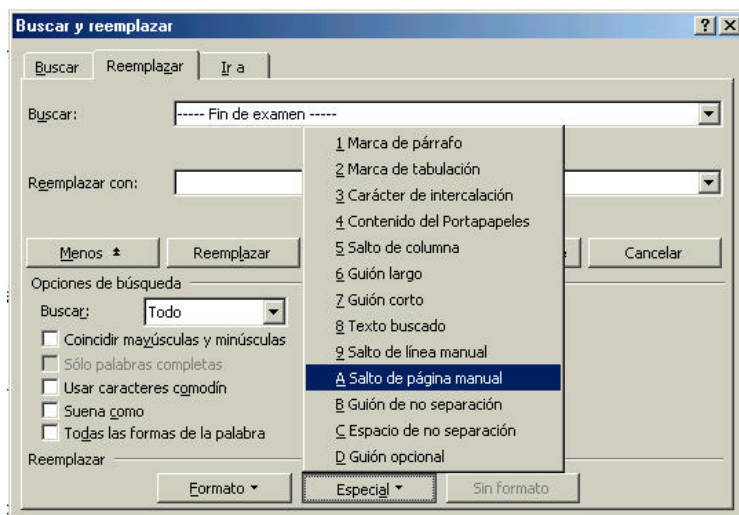 Buscar y reemplazar
Buscar Reemplazar Ir a
Buscar: ----- Fin de examen -----
Reemplazar con:
Menos Reemplazar Cancelar
Opciones de búsqueda
Buscar: Todo
Coincidir mayúsculas y minúsculas
Sólo palabras completas
Usar caracteres comodín
Suena como
Todas las formas de la palabra
Reemplazar
Formato Especial Sin formato
1 Marca de párrafo
2 Marca de tabulación
3 Carácter de intercalación
4 Contenido del Portapapeles
5 Salto de columna
6 Guión largo
7 Guión corto
8 Texto buscado
9 Salto de línea manual
A Salto de página manual
B Guión de no separación
C Espacio de no separación
D Guión opcional